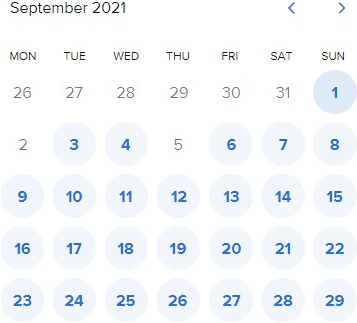 September 2021
MON TUE WED THU FRI SAT SUN
26 27 28 29 30 31 1
2 3 4 5 6 7 8
9 10 11 12 13 14 15
16 17 18 19 20 21 22
23 24 25 26 27 28 29